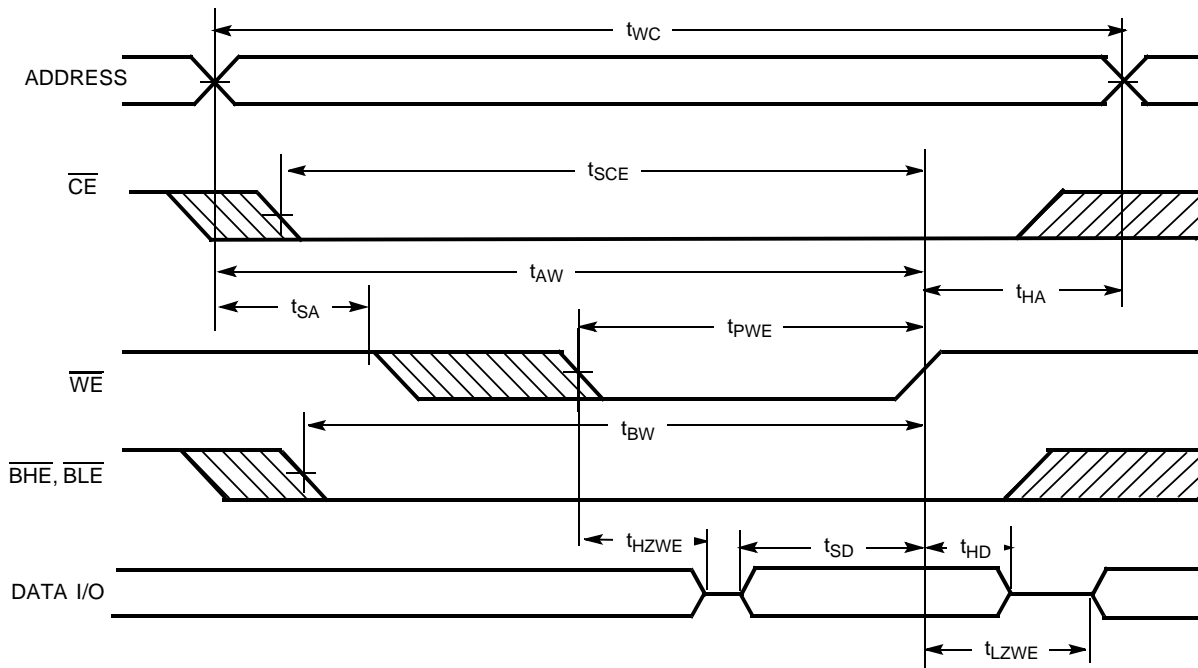 tWC
ADDRESS
CE
tSCE
tAW
tSA
tHA
tPWE
WE
tBW
BHE, BLE
tHZWE
tSD
tHD
DATA I/O
tLZWE